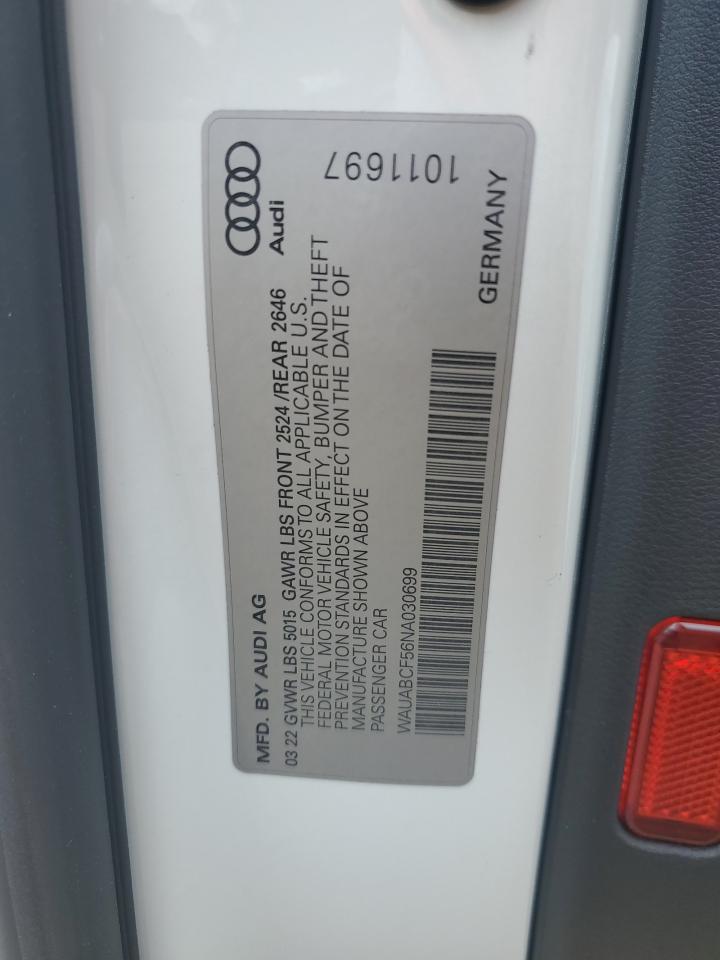 MFD. BY AUDI AG
Audi
03 22 GVWR LBS 5015 GAWR LBS FRONT 2524 /REAR 2646
THIS VEHICLE CONFORMS TO ALL APPLICABLE U.S.
FEDERAL MOTOR VEHICLE SAFETY, BUMPER AND THEFT
PREVENTION STANDARDS IN EFFECT ON THE DATE OF
MANUFACTURE SHOWN ABOVE
PASSENGER CAR
WAUABCF56NA030699
GERMANY
1011697